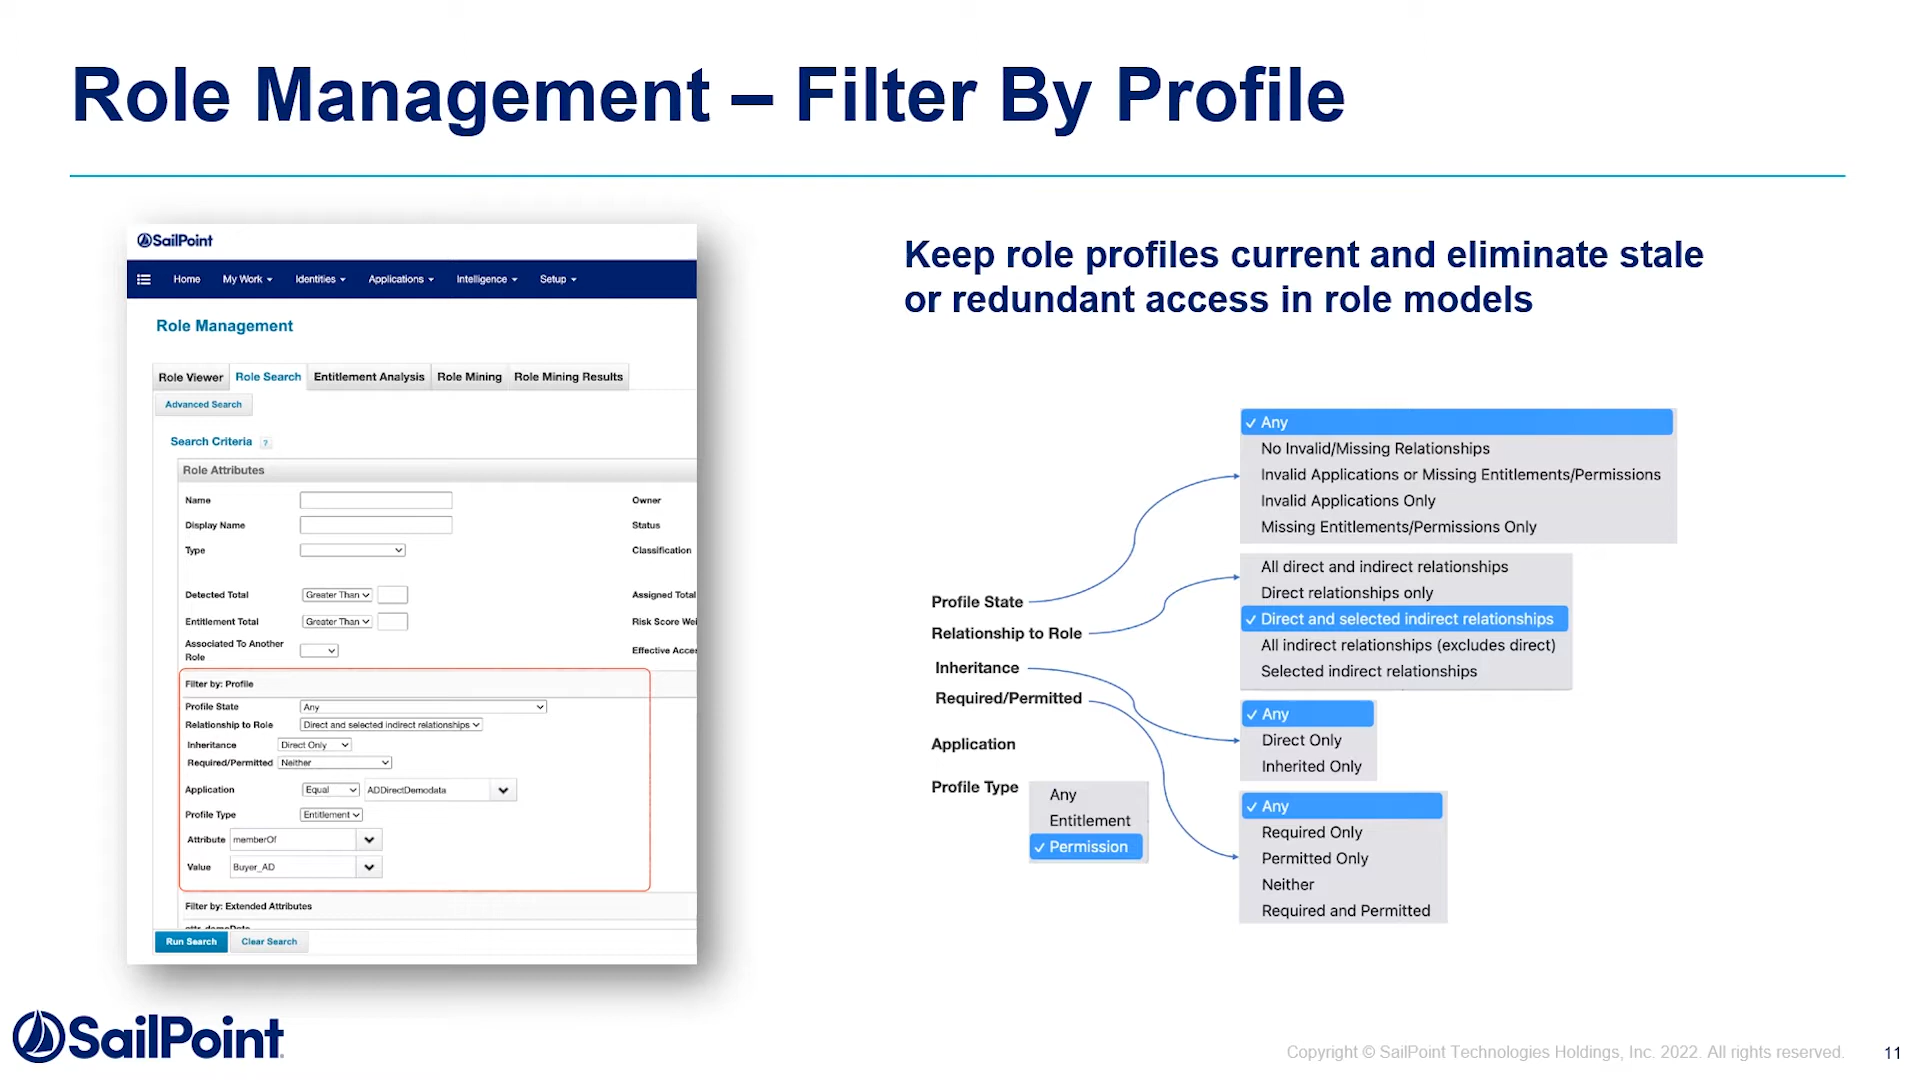 Role Management – Filter By Profile
SailPoint
Home
My Work
Identities
Applications
Intelligence
Setup
Role Management
Role Viewer
Role Search
Entitlement Analysis
Role Mining
Role Mining Results
Advanced Search
Search Criteria ?
Role Attributes
Name
Owner
Display Name
Status
Type
Classification
Detected Total Greater Than
Assigned Total
Entitlement Total Greater Than
Risk Score Wei
Associated To Another
Role
Effective Acce
Filter by: Profile
Profile State Any
Relationship to Role Direct and selected indirect relationships
Inheritance Direct Only
Required/Permitted Neither
Application Equal ADDirectDemodata
Profile Type Entitlement
Attribute memberOf
Value Buyer_AD
Filter by: Extended Attributes
Run Search
Clear Search
Keep role profiles current and eliminate stale
or redundant access in role models
Profile State
Relationship to Role
Inheritance
Required/Permitted
Application
Profile Type
Any
Entitlement
✓ Permission
✓ Any
No Invalid/Missing Relationships
Invalid Applications or Missing Entitlements/Permissions
Invalid Applications Only
Missing Entitlements/Permissions Only
All direct and indirect relationships
Direct relationships only
✓ Direct and selected indirect relationships
All indirect relationships (excludes direct)
Selected indirect relationships
✓ Any
Direct Only
Inherited Only
✓ Any
Required Only
Permitted Only
Neither
Required and Permitted
SailPoint
Copyright © SailPoint Technologies Holdings, Inc. 2022. All rights reserved.
11